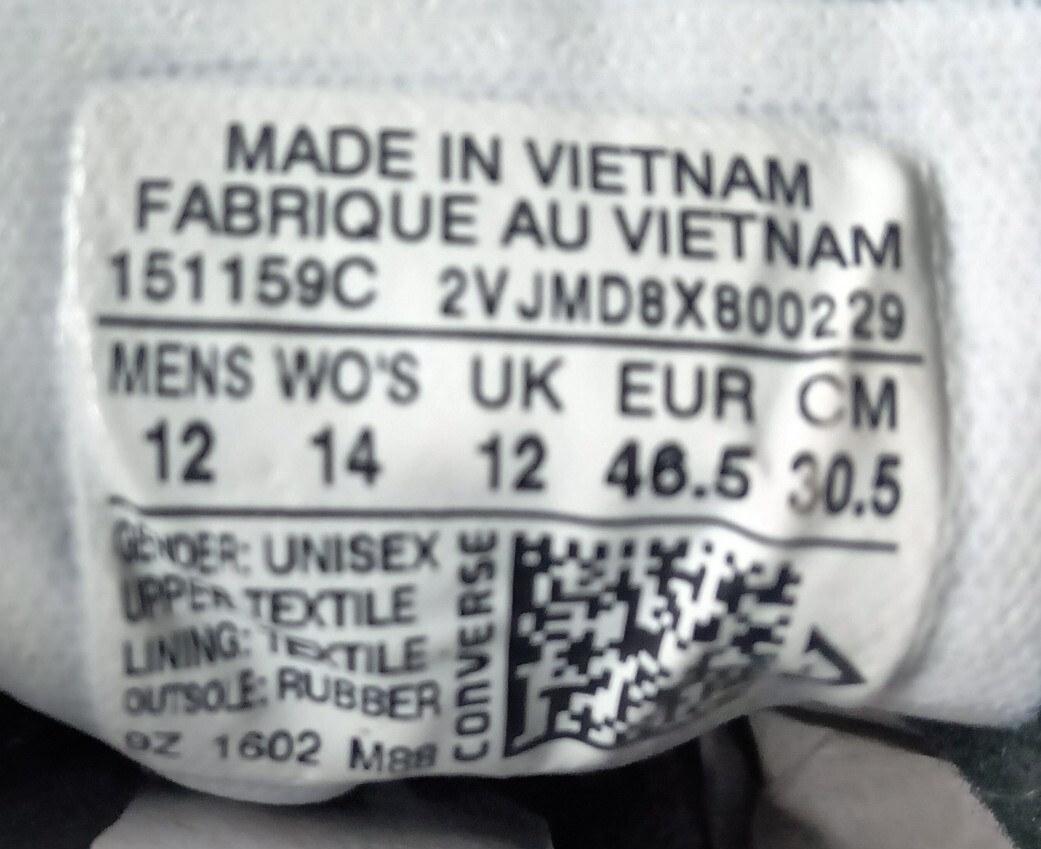 MADE IN VIETNAM
FABRIQUE AU VIETNAM
151159C 2VJMD8X800229
MENS WO'S UK EUR CM
12 14 12 46.5 30.5
GENDER: UNISEX
UPPER TEXTILE
LINING: TEXTILE
OUTSOLE: RUBBER
9Z 1602 M88
CONVERSE